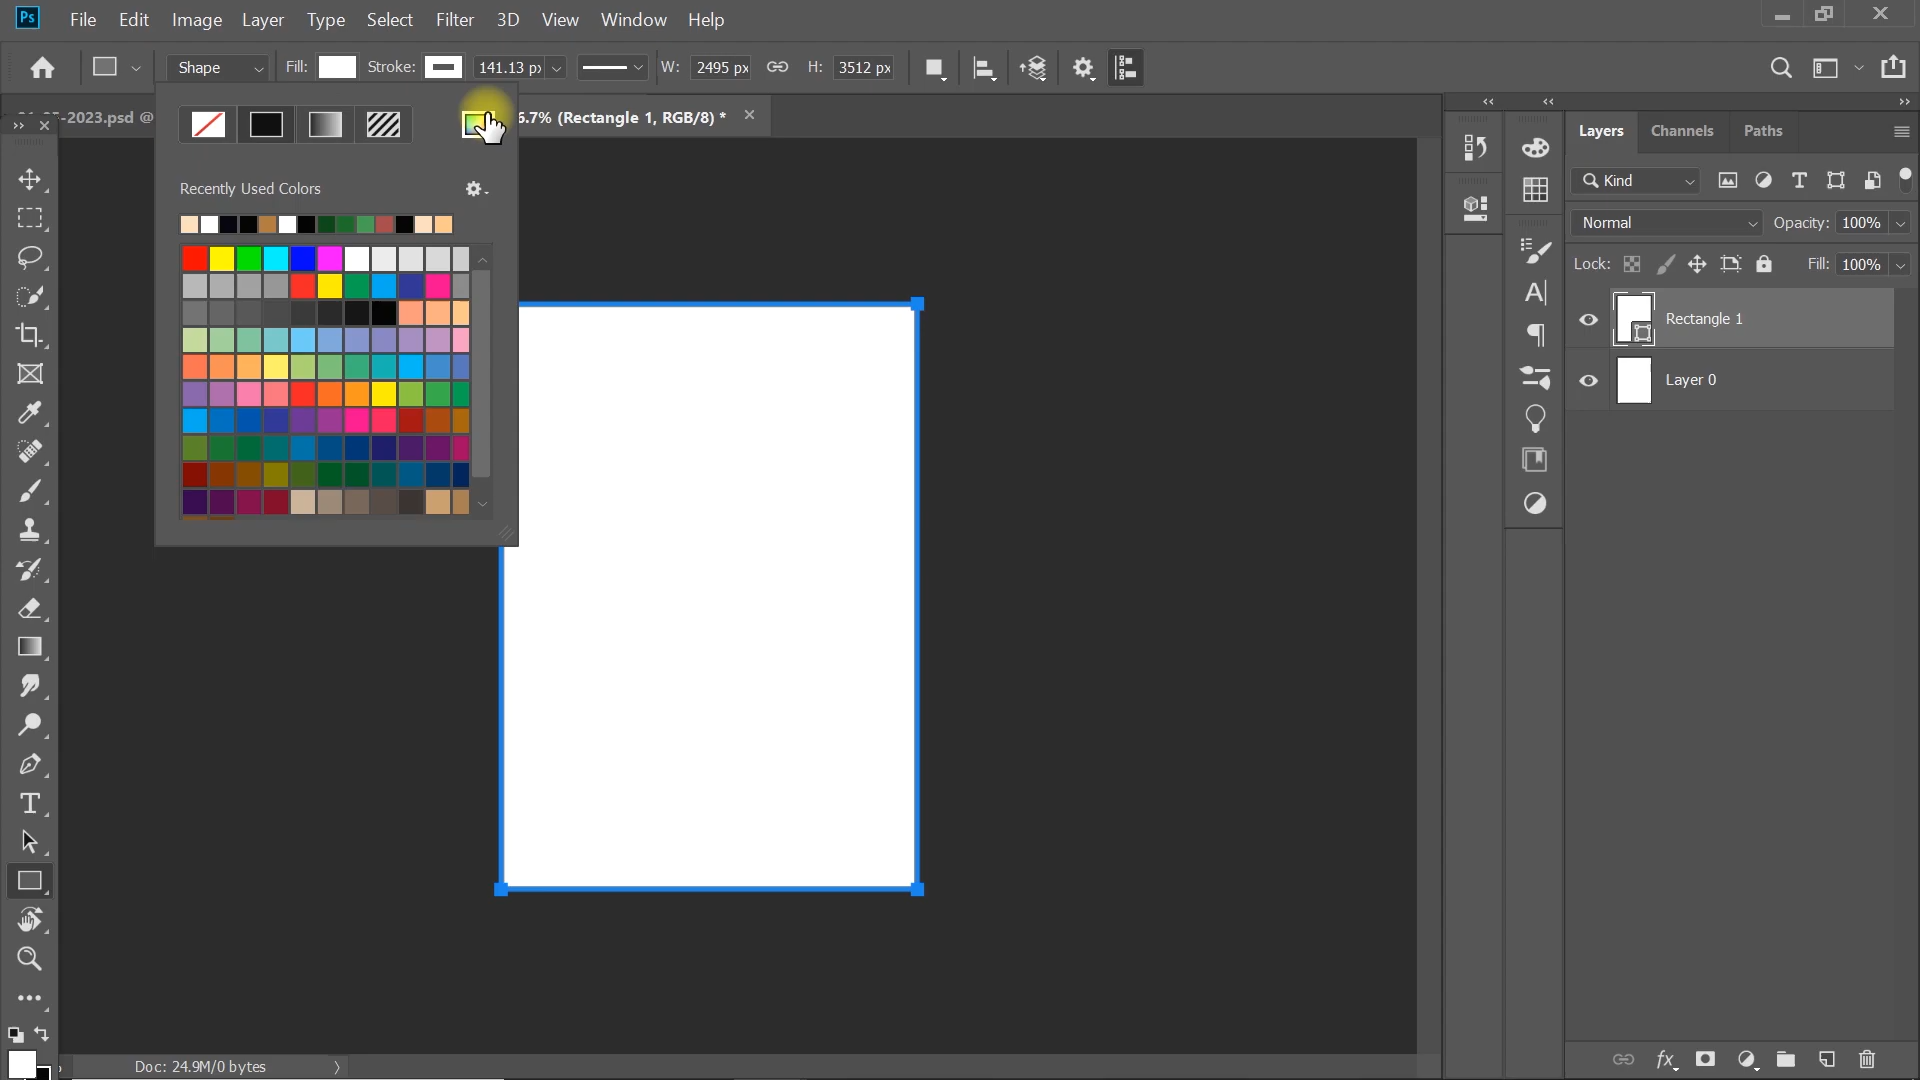 Ps File Edit Image Layer Type Select Filter 3D View Window Help
Shape Fill: Stroke: 141.13 px W: 2495 px H: 3512 px
-2023.psd @ 6.7% (Rectangle 1, RGB/8) *
Recently Used Colors
Layers Channels Paths
Kind
Normal Opacity: 100%
Lock: Fill: 100%
Rectangle 1
Layer 0
Doc: 24.9M/0 bytes